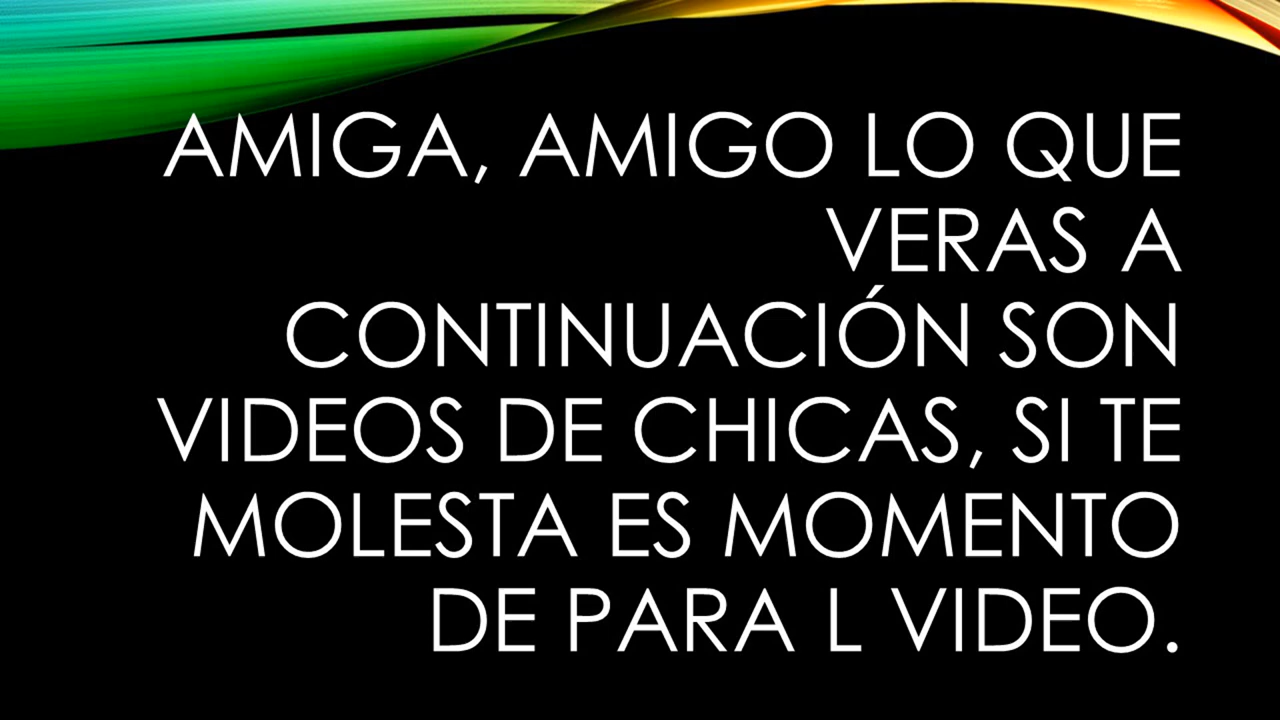 AMIGA, AMIGO LO QUE
VERAS A
CONTINUACIÓN SON
VIDEOS DE CHICAS, SI TE
MOLESTA ES MOMENTO
DE PARA L VIDEO.